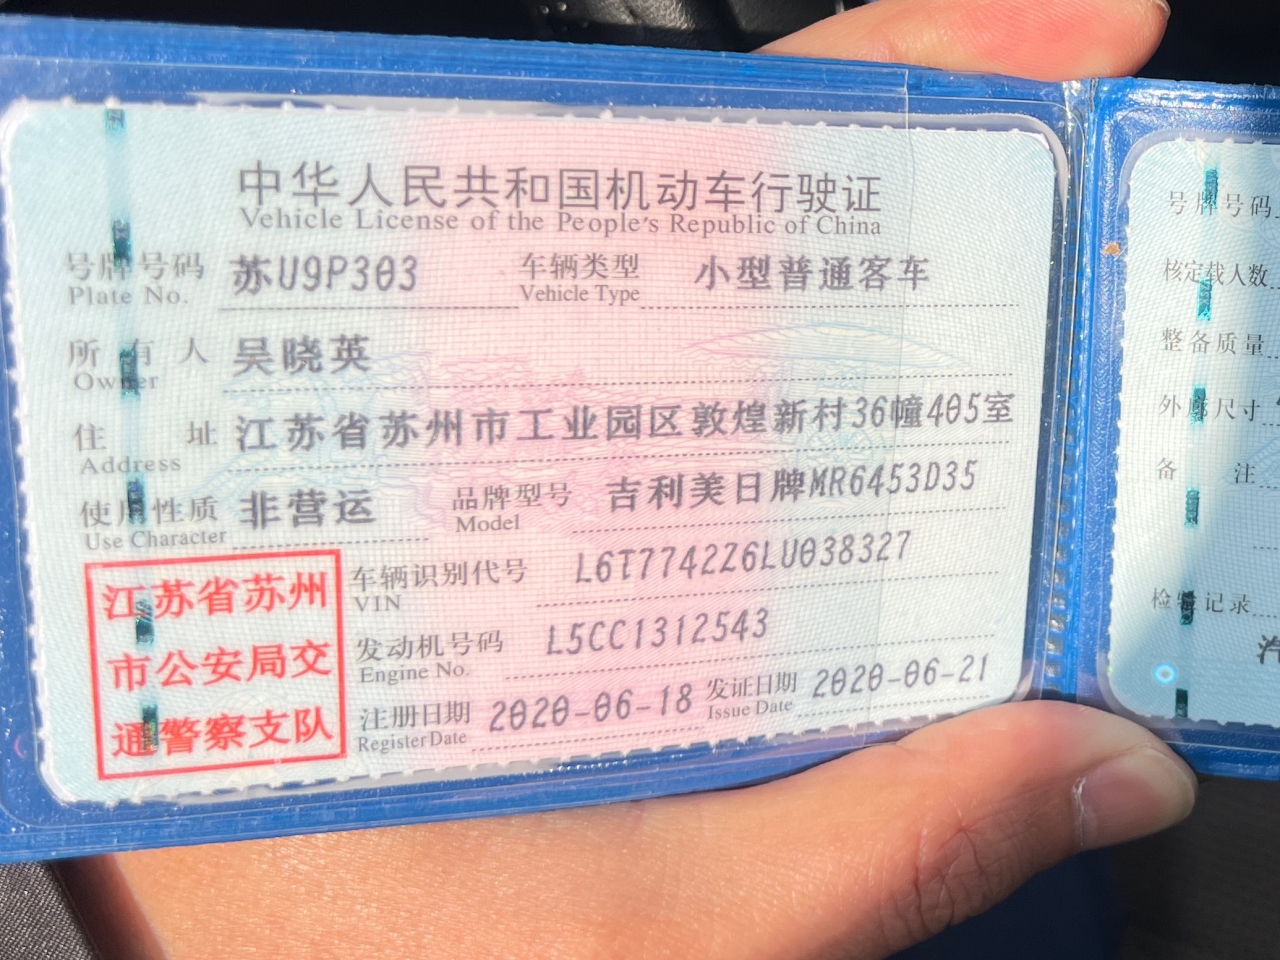 中华人民共和国机动车行驶证
Vehicle License of the People's Republic of China
号牌号码 苏U9P303 车辆类型 小型普通客车
Plate No. Vehicle Type
所有人 吴晓英
Owner
住址 江苏省苏州市工业园区敦煌新村36幢405室
Address
使用性质 非营运 品牌型号 吉利美日牌MR6453D35
Use Character Model
江苏省苏州
市公安局交
通警察支队
车辆识别代号 L6T7742Z6LU038327
VIN
发动机号码 L5CC1312543
Engine No.
注册日期 2020-06-18 发证日期 2020-06-21
Register Date Issue Date
号牌号码
核定载人数
整备质量
外廓尺寸
备注
检验记录